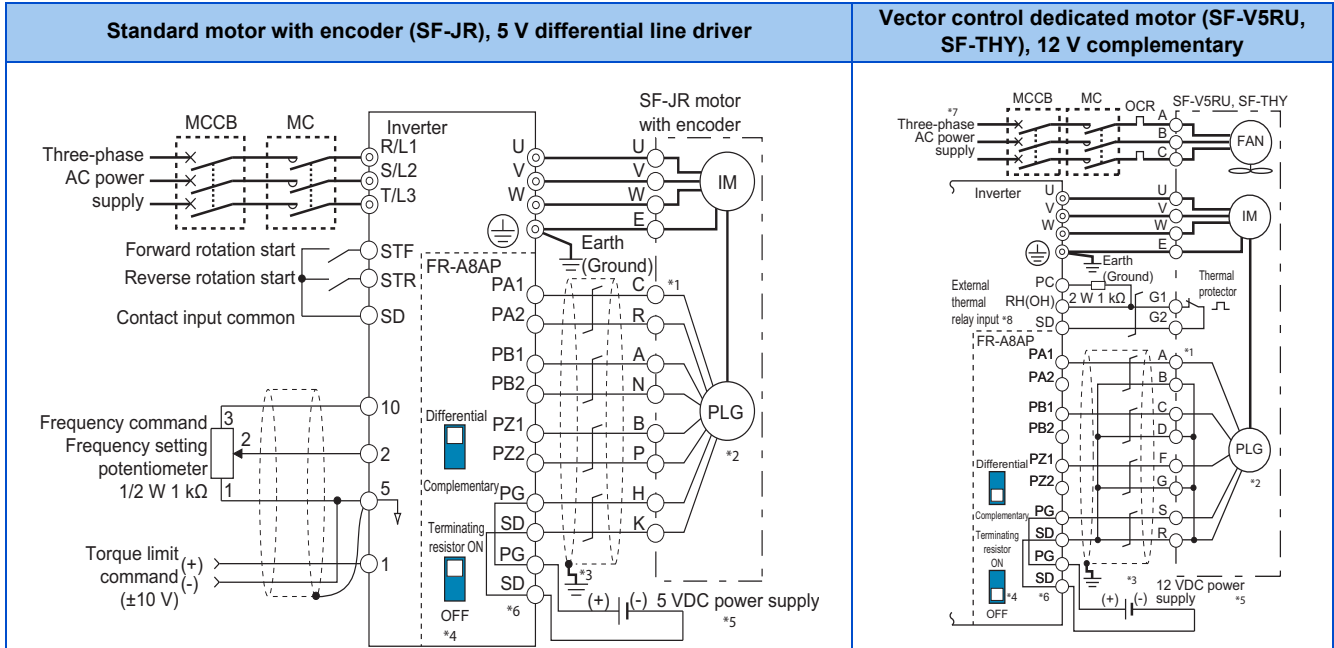 Standard motor with encoder (SF-JR), 5 V differential line driver
Vector control dedicated motor (SF-V5RU,
SF-THY), 12 V complementary
SF-JR motor
with encoder
MCCB
MC
Inverter
Three-phase
AC power
supply
R/L1
S/L2
T/L3
U
V
W
U
V
W
E
IM
Earth
(Ground)
Forward rotation start
Reverse rotation start
Contact input common
STF
STR
SD
FR-A8AP
PA1
PA2
PB1
PB2
PZ1
PZ2
PG
SD
PG
SD
C
*1
R
A
N
B
P
H
K
PLG
*2
Differential
Complementary
Terminating
resistor ON
OFF
*4
*6
*3
(+)
(-)
5 VDC power supply
*5
Frequency command
Frequency setting
potentiometer
1/2 W 1 kΩ
3
2
1
10
2
5
1
Torque limit
command
(±10 V)
(+)
(-)
*7
Three-phase
AC power
supply
MCCB
MC
OCR
A
B
C
SF-V5RU, SF-THY
FAN
Inverter
U
V
W
U
V
W
E
IM
Earth
(Ground)
External
thermal
relay input *8
PC
RH(OH)
SD
2 W 1 kΩ
G1
G2
Thermal
protector
FR-A8AP
PA1
PA2
PB1
PB2
PZ1
PZ2
PG
SD
PG
SD
A
*1
B
C
D
F
G
S
R
PLG
*2
Differential
Complementary
Terminating
resistor
ON
*4
OFF
*6
*3
(+)
(-)
12 VDC power
supply
*5